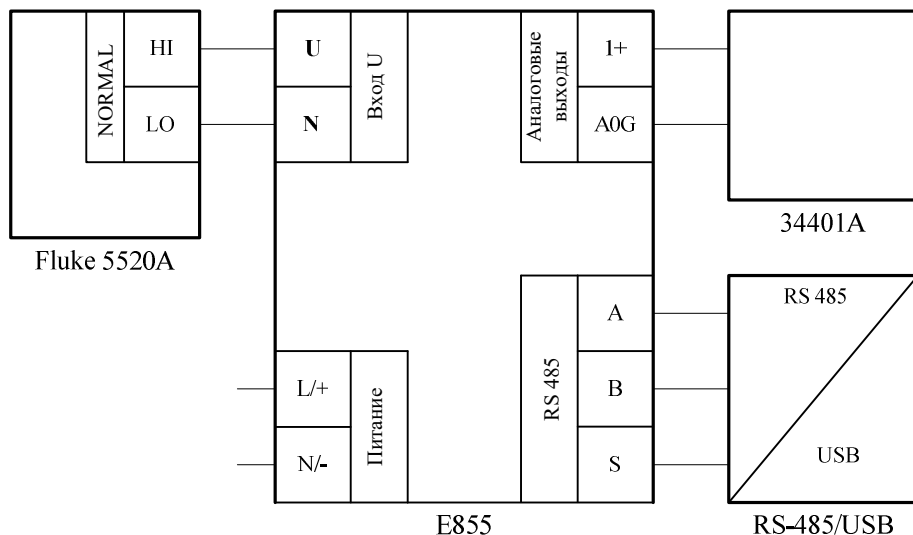 NORMAL
HI
LO
Fluke 5520A
U
N
Вход U
Аналоговые
выходы
1+
A0G
34401A
L/+
N/-
Питание
RS 485
A
B
S
E855
RS 485
USB
RS-485/USB